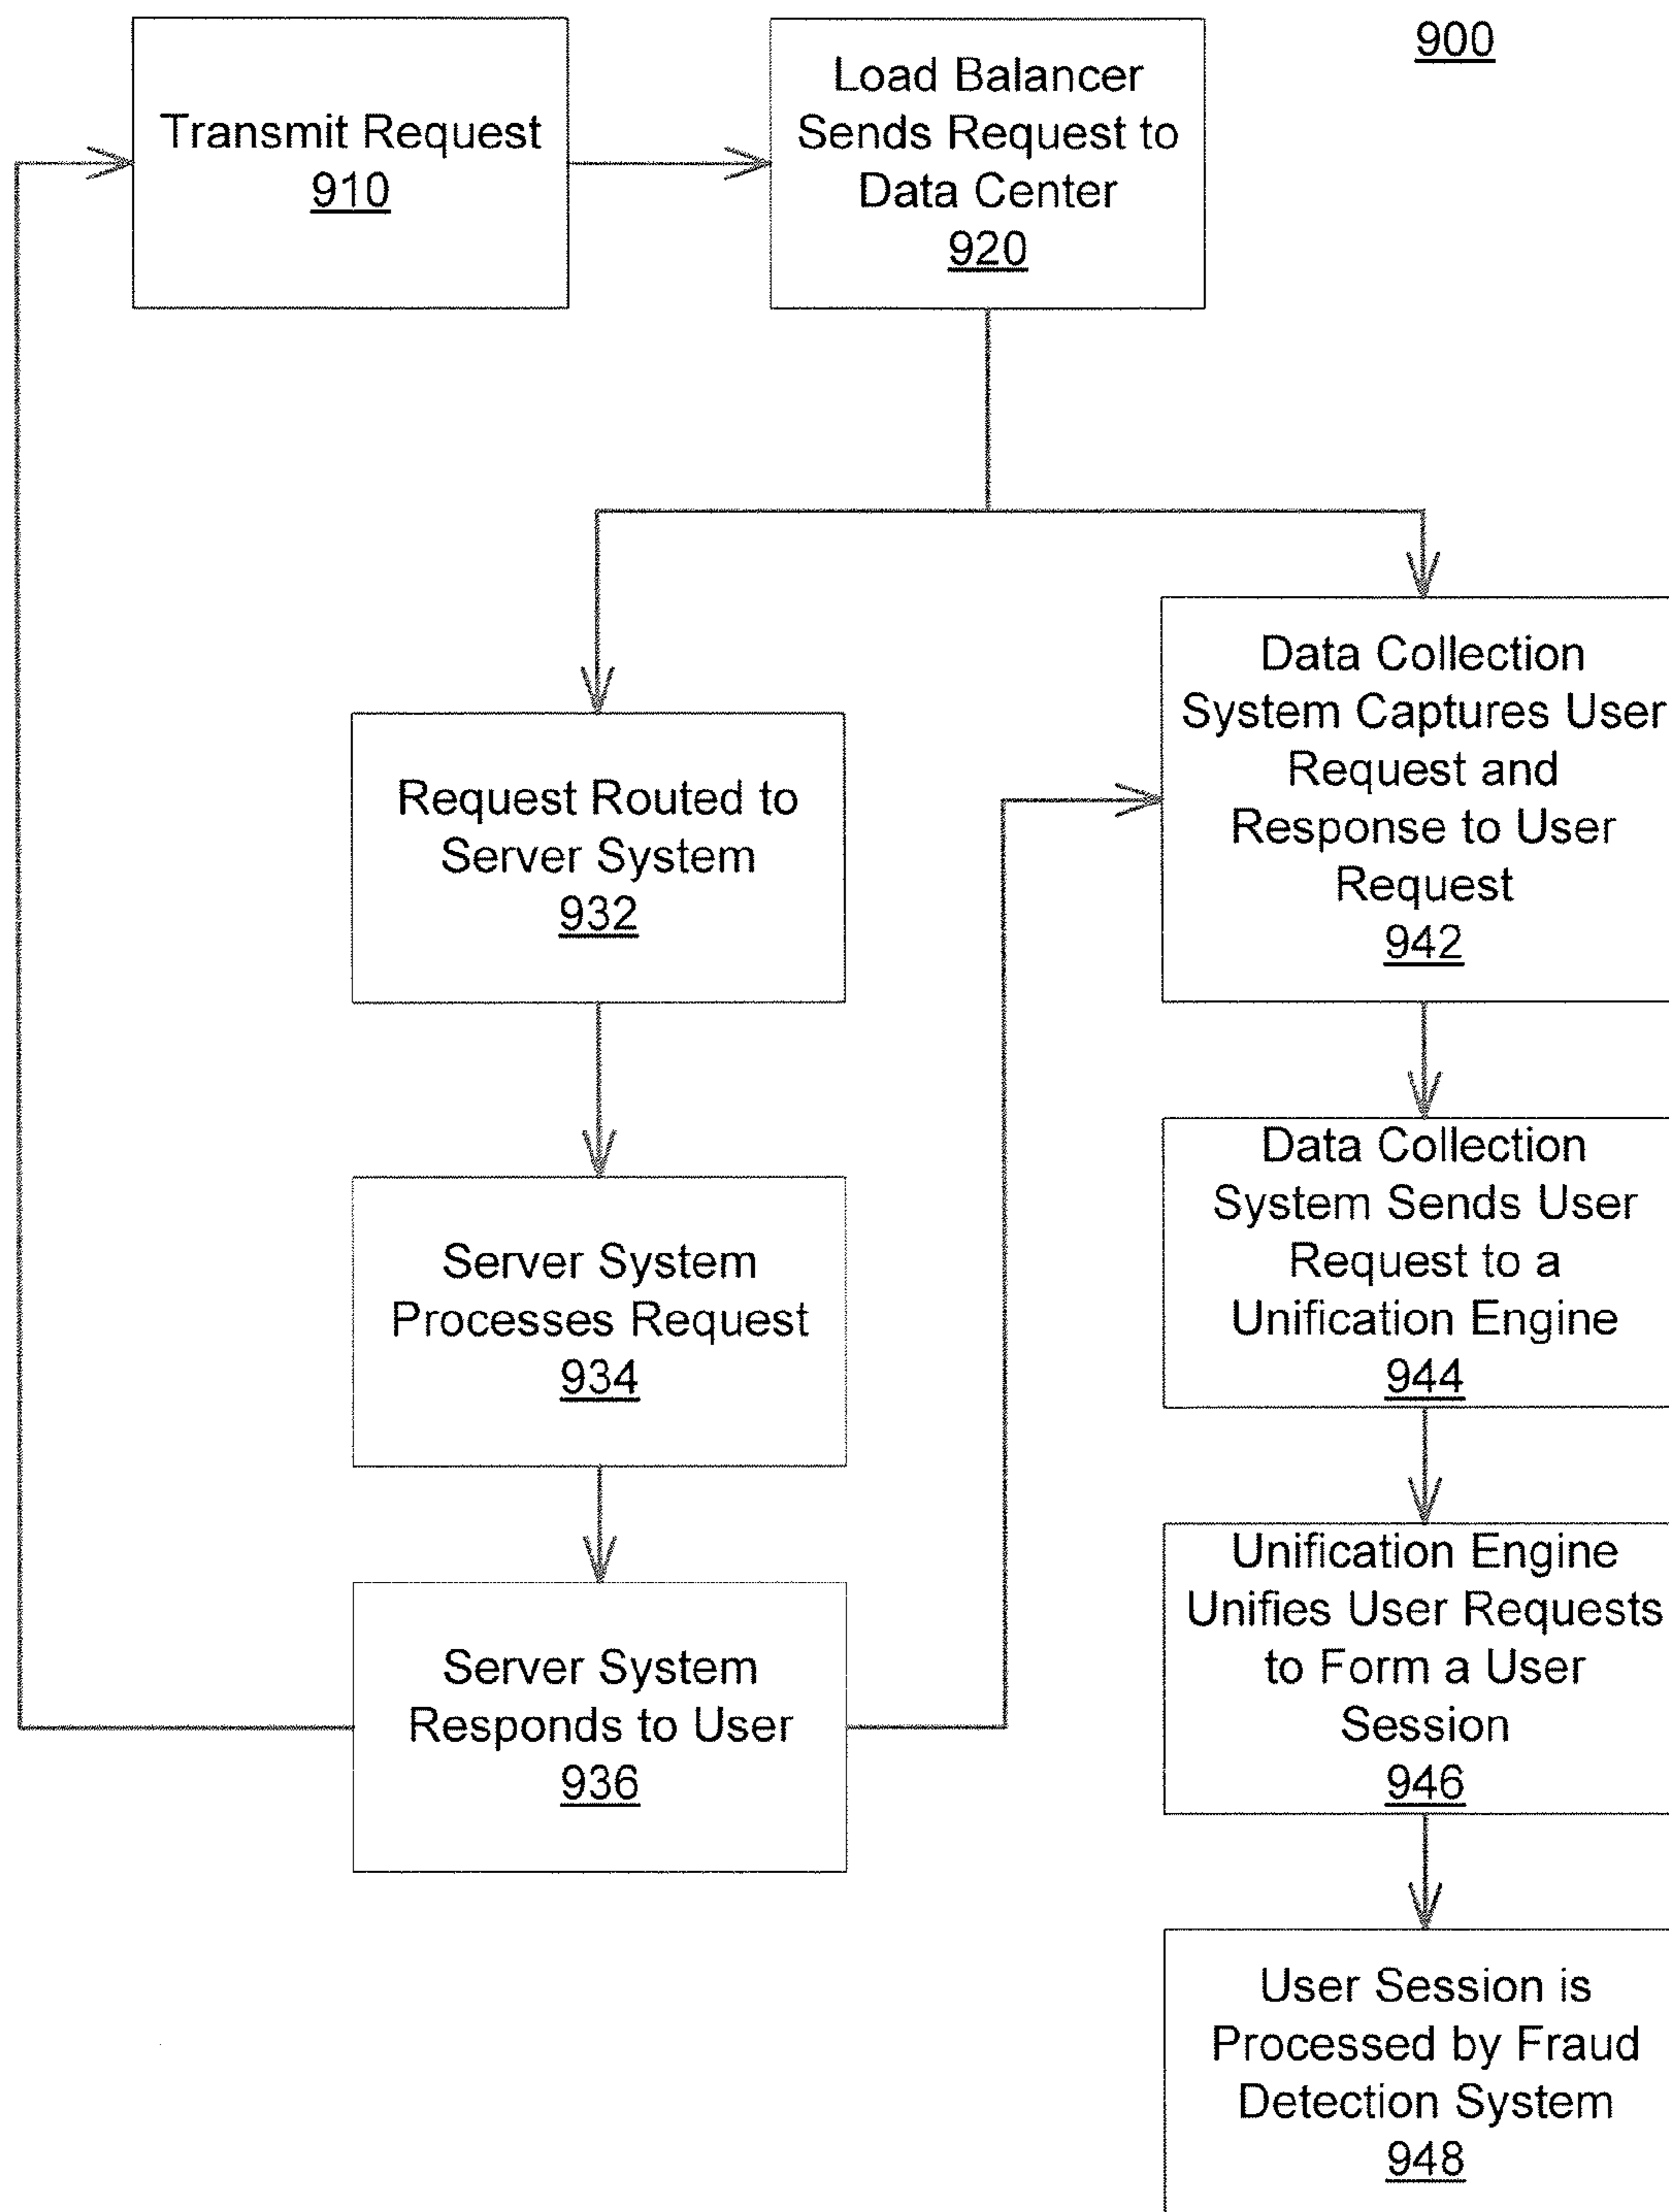 900
Transmit Request
910
Load Balancer
Sends Request to
Data Center
920
Request Routed to
Server System
932
Server System
Processes Request
934
Server System
Responds to User
936
Data Collection
System Captures User
Request and
Response to User
Request
942
Data Collection
System Sends User
Request to a
Unification Engine
944
Unification Engine
Unifies User Requests
to Form a User
Session
946
User Session is
Processed by Fraud
Detection System
948